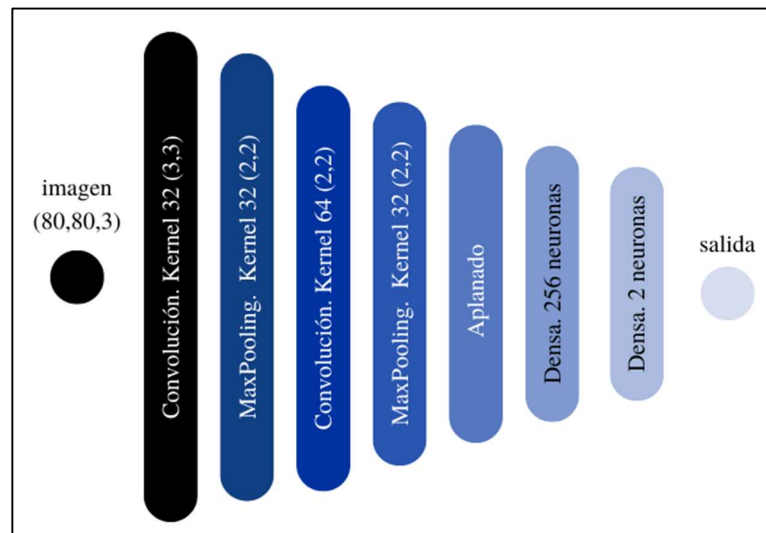 imagen
(80,80,3)
Convolución. Kernel 32 (3,3)
MaxPooling. Kernel 32 (2,2)
Convolución. Kernel 64 (2,2)
MaxPooling. Kernel 32 (2,2)
Aplanado
Densa. 256 neuronas
Densa. 2 neuronas
salida